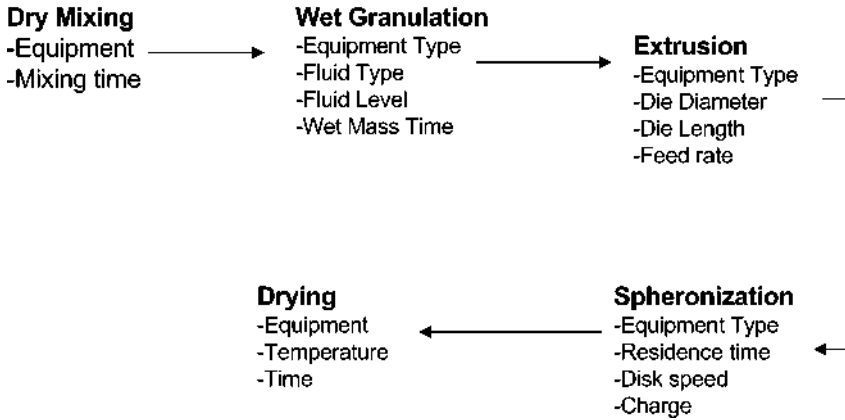 Dry Mixing
-Equipment
-Mixing time
Wet Granulation
-Equipment Type
-Fluid Type
-Fluid Level
-Wet Mass Time
Extrusion
-Equipment Type
-Die Diameter
-Die Length
-Feed rate
Spheronization
-Equipment Type
-Residence time
-Disk speed
-Charge
Drying
-Equipment
-Temperature
-Time